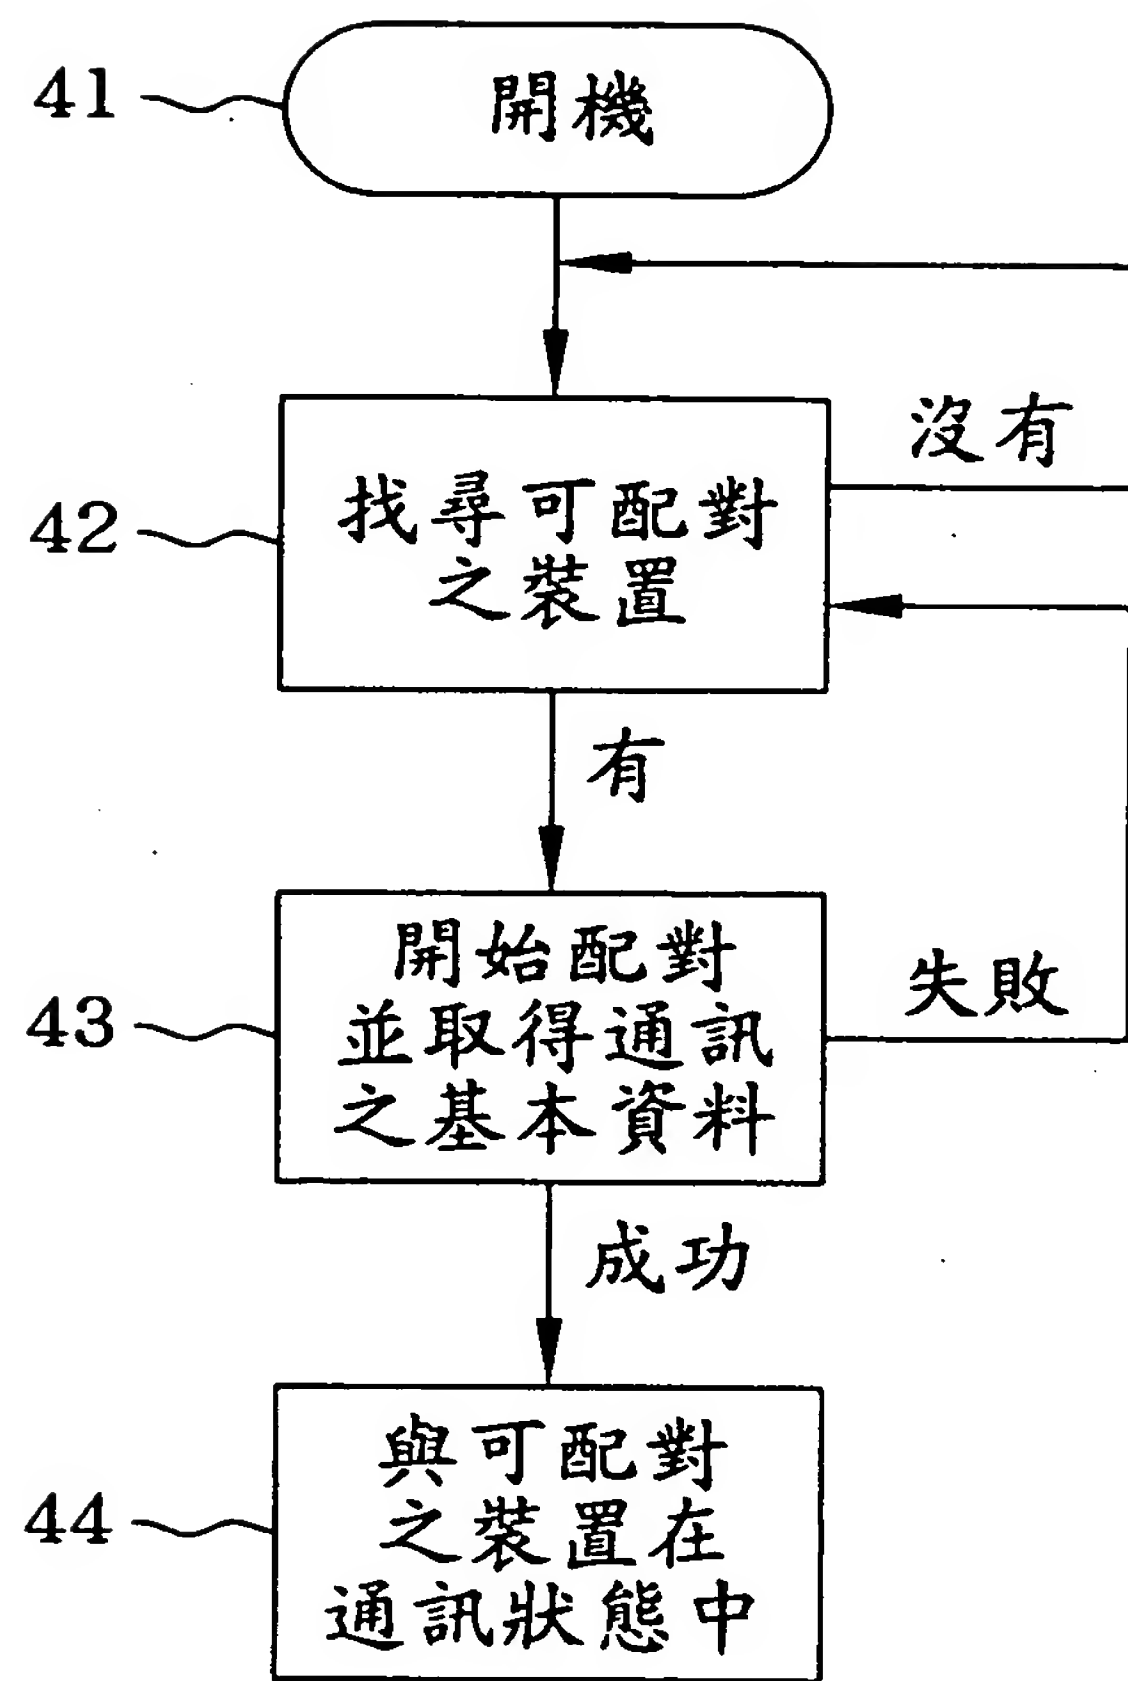 41
開機
42
找尋可配對
之裝置
沒有
有
43
開始配對
並取得通訊
之基本資料
失敗
成功
44
與可配對
之裝置在
通訊狀態中